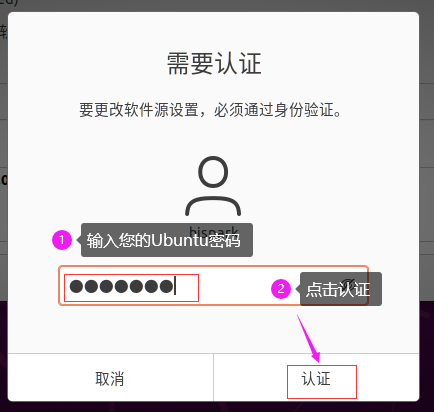 需要认证
要更改软件源设置，必须通过身份验证。
hispark
1 输入您的Ubuntu密码
2 点击认证
取消
认证